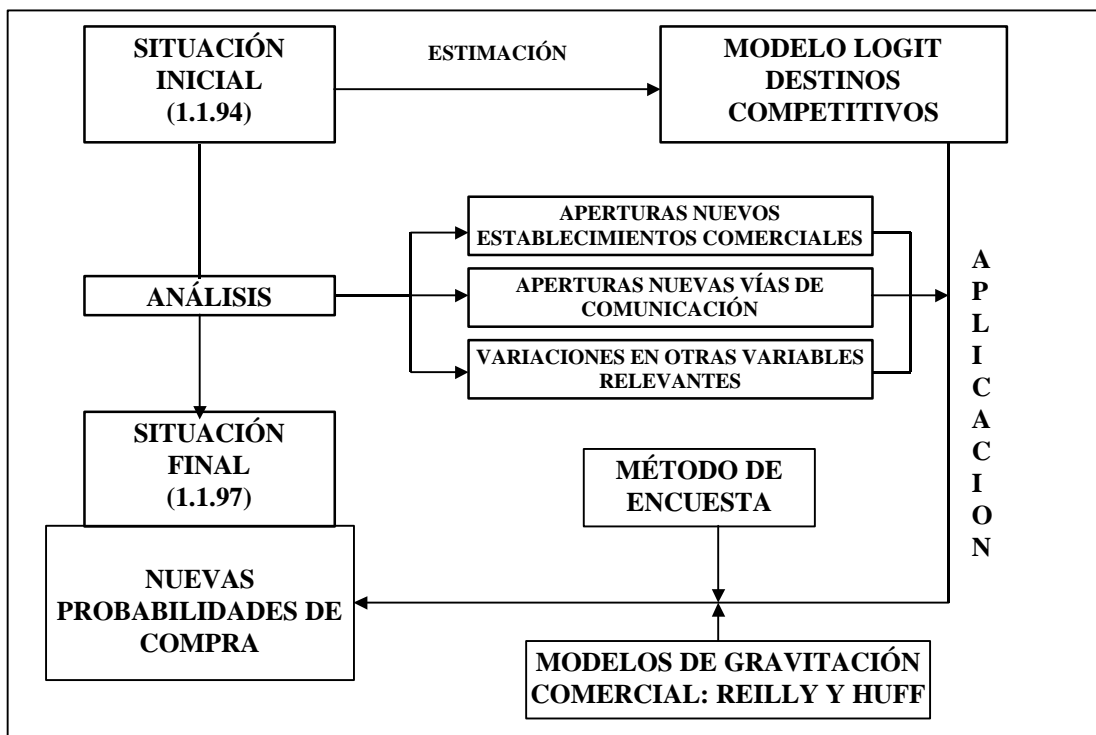 SITUACIÓN
INICIAL
(1.1.94)
ESTIMACIÓN
MODELO LOGIT
DESTINOS
COMPETITIVOS
APERTURAS NUEVOS
ESTABLECIMIENTOS COMERCIALES
ANÁLISIS
APERTURAS NUEVAS VÍAS DE
COMUNICACIÓN
VARIACIONES EN OTRAS VARIABLES
RELEVANTES
A
P
L
I
C
A
C
I
O
N
SITUACIÓN
FINAL
(1.1.97)
MÉTODO DE
ENCUESTA
NUEVAS
PROBABILIDADES DE
COMPRA
MODELOS DE GRAVITACIÓN
COMERCIAL: REILLY Y HUFF